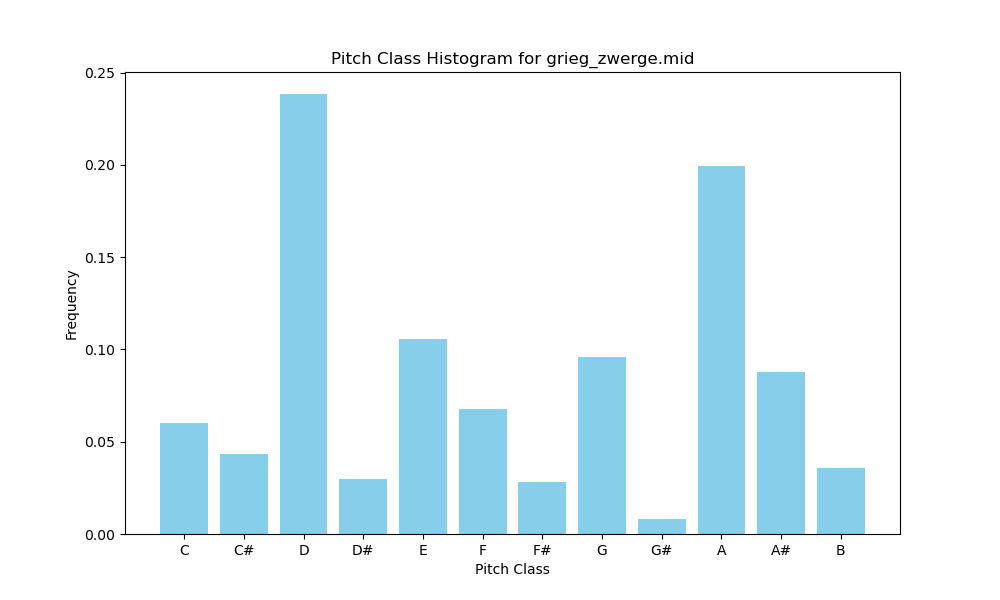 Pitch Class Histogram for grieg_zwerge.mid
Frequency
0.25
0.20
0.15
0.10
0.05
0.00
C C# D D# E F F# G G# A A# B
Pitch Class